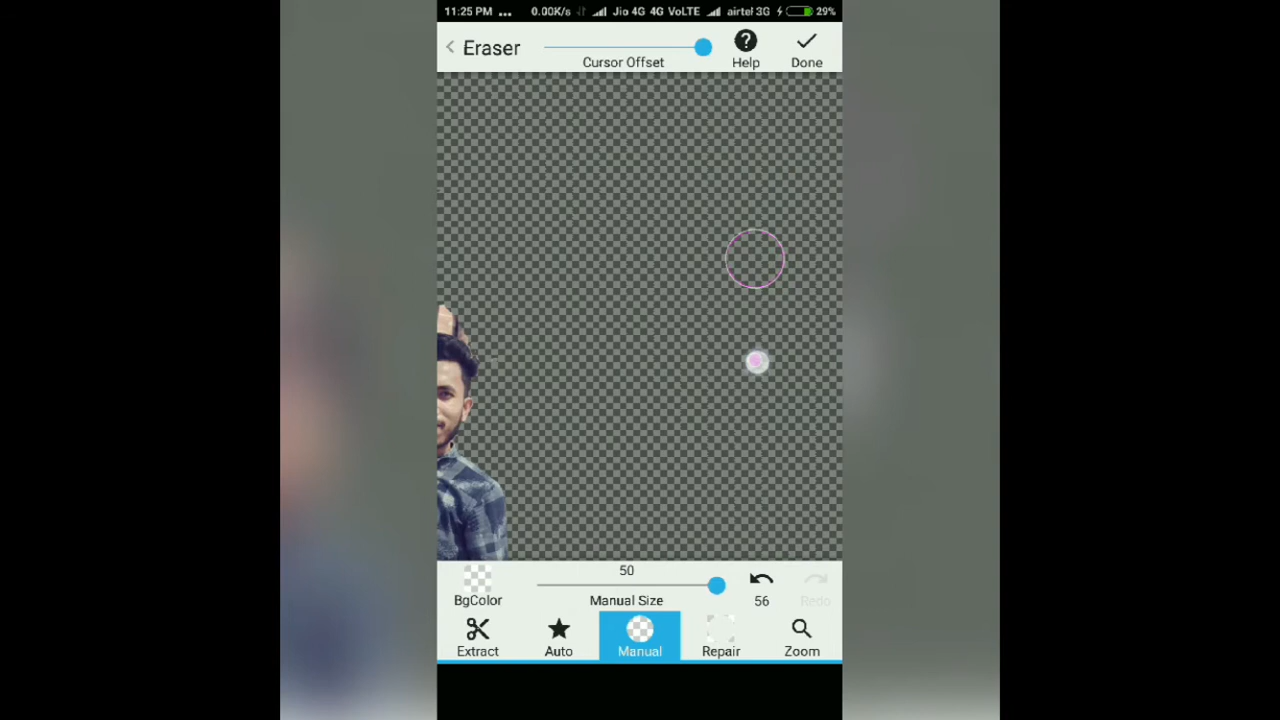 11:25 PM ... 0.00K/s Jio 4G 4G VoLTE airtel 3G 29%
Eraser
Cursor Offset
Help
Done
50
BgColor
Manual Size
56
Redo
Extract
Auto
Manual
Repair
Zoom